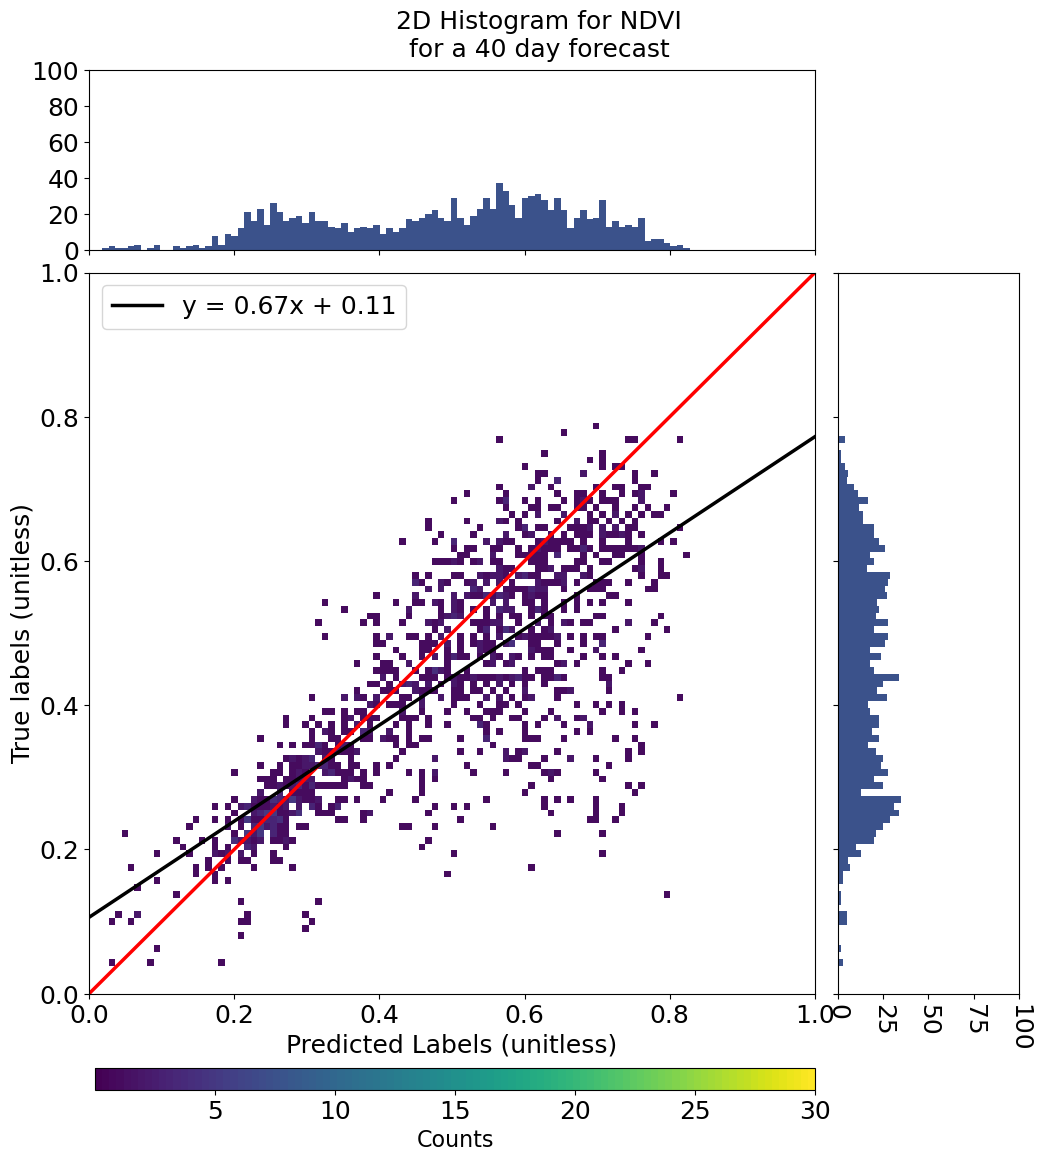 2D Histogram for NDVI
for a 40 day forecast
100
80
60
40
20
0
1.0
0.8
0.6
0.4
0.2
0.0
True labels (unitless)
y = 0.67x + 0.11
0.0 0.2 0.4 0.6 0.8 1.0
Predicted Labels (unitless)
0 25 50 75 100
5 10 15 20 25 30
Counts